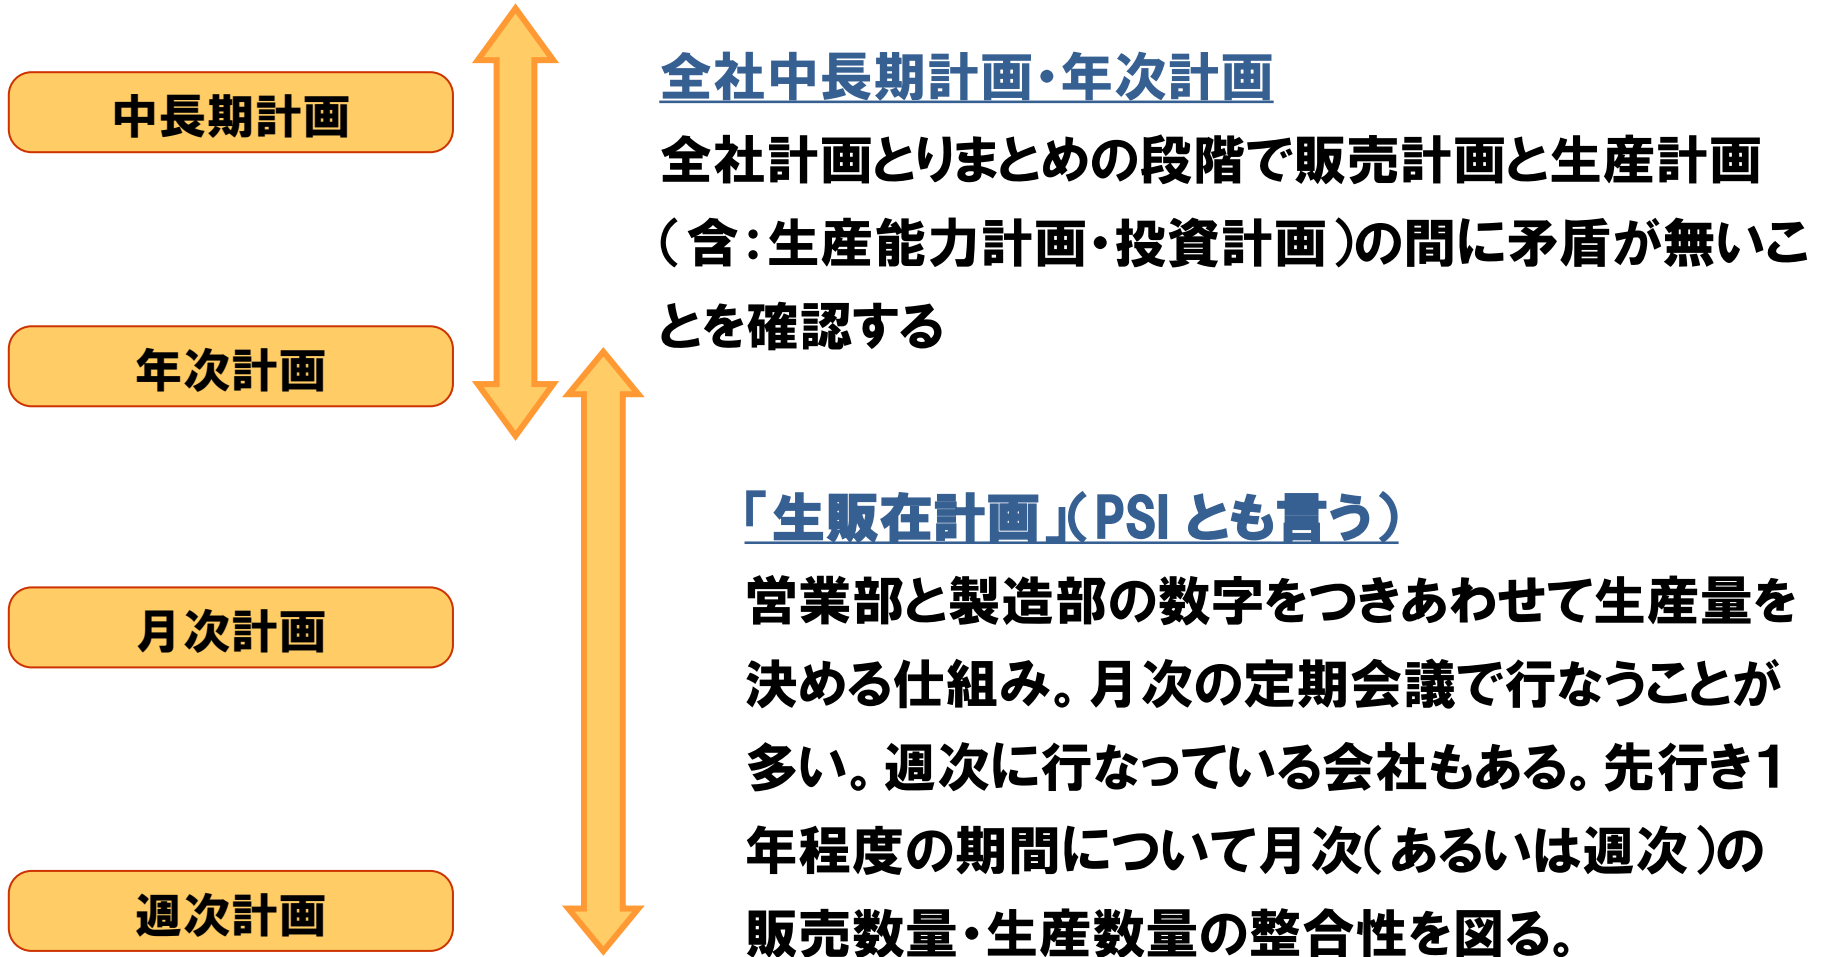 中長期計画
年次計画
月次計画
週次計画
全社中長期計画・年次計画
全社計画とりまとめの段階で販売計画と生産計画
（含：生産能力計画・投資計画）の間に矛盾が無いこ
とを確認する
「生販在計画」（PSI とも言う）
営業部と製造部の数字をつきあわせて生産量を
決める仕組み。月次の定期会議で行なうことが
多い。週次に行なっている会社もある。先行き１
年程度の期間について月次（あるいは週次）の
販売数量・生産数量の整合性を図る。